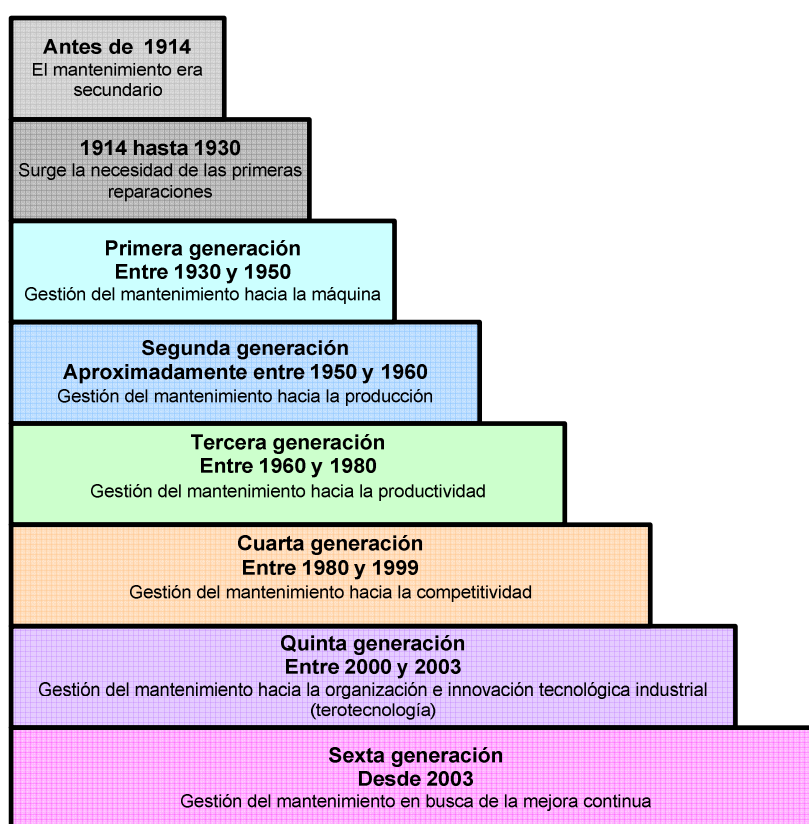 Antes de 1914
El mantenimiento era
secundario
1914 hasta 1930
Surge la necesidad de las primeras
reparaciones
Primera generación
Entre 1930 y 1950
Gestión del mantenimiento hacia la máquina
Segunda generación
Aproximadamente entre 1950 y 1960
Gestión del mantenimiento hacia la producción
Tercera generación
Entre 1960 y 1980
Gestión del mantenimiento hacia la productividad
Cuarta generación
Entre 1980 y 1999
Gestión del mantenimiento hacia la competitividad
Quinta generación
Entre 2000 y 2003
Gestión del mantenimiento hacia la organización e innovación tecnológica industrial
(terotecnología)
Sexta generación
Desde 2003
Gestión del mantenimiento en busca de la mejora continua